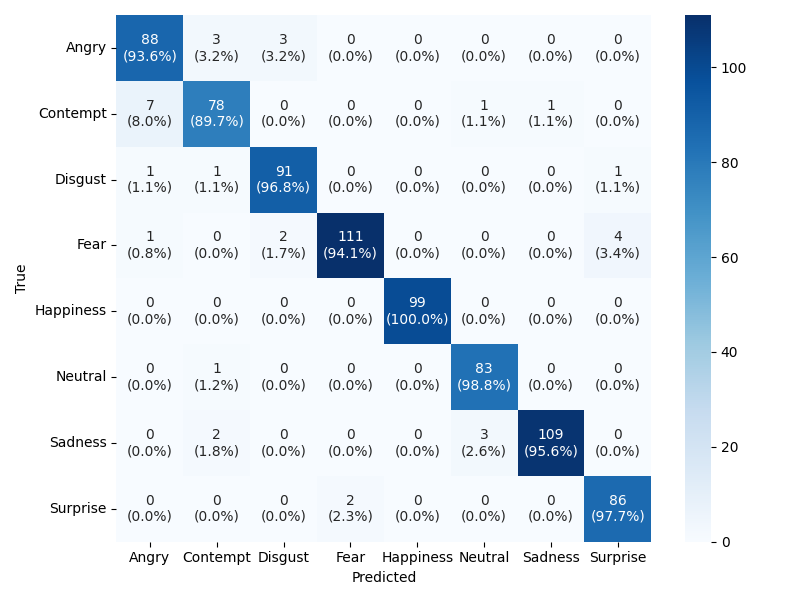 Angry 88 3 3 0 0 0 0 0
(93.6%) (3.2%) (3.2%) (0.0%) (0.0%) (0.0%) (0.0%) (0.0%)
Contempt 7 78 0 0 0 1 1 0
(8.0%) (89.7%) (0.0%) (0.0%) (0.0%) (1.1%) (1.1%) (0.0%)
Disgust 1 1 91 0 0 0 0 1
(1.1%) (1.1%) (96.8%) (0.0%) (0.0%) (0.0%) (0.0%) (1.1%)
Fear 1 0 2 111 0 0 0 4
(0.8%) (0.0%) (1.7%) (94.1%) (0.0%) (0.0%) (0.0%) (3.4%)
Happiness 0 0 0 0 99 0 0 0
(0.0%) (0.0%) (0.0%) (0.0%) (100.0%) (0.0%) (0.0%) (0.0%)
Neutral 0 1 0 0 0 83 0 0
(0.0%) (1.2%) (0.0%) (0.0%) (0.0%) (98.8%) (0.0%) (0.0%)
Sadness 0 2 0 0 0 3 109 0
(0.0%) (1.8%) (0.0%) (0.0%) (0.0%) (2.6%) (95.6%) (0.0%)
Surprise 0 0 0 2 0 0 0 86
(0.0%) (0.0%) (0.0%) (2.3%) (0.0%) (0.0%) (0.0%) (97.7%)
Angry Contempt Disgust Fear Happiness Neutral Sadness Surprise
Predicted
True
100
80
60
40
20
0